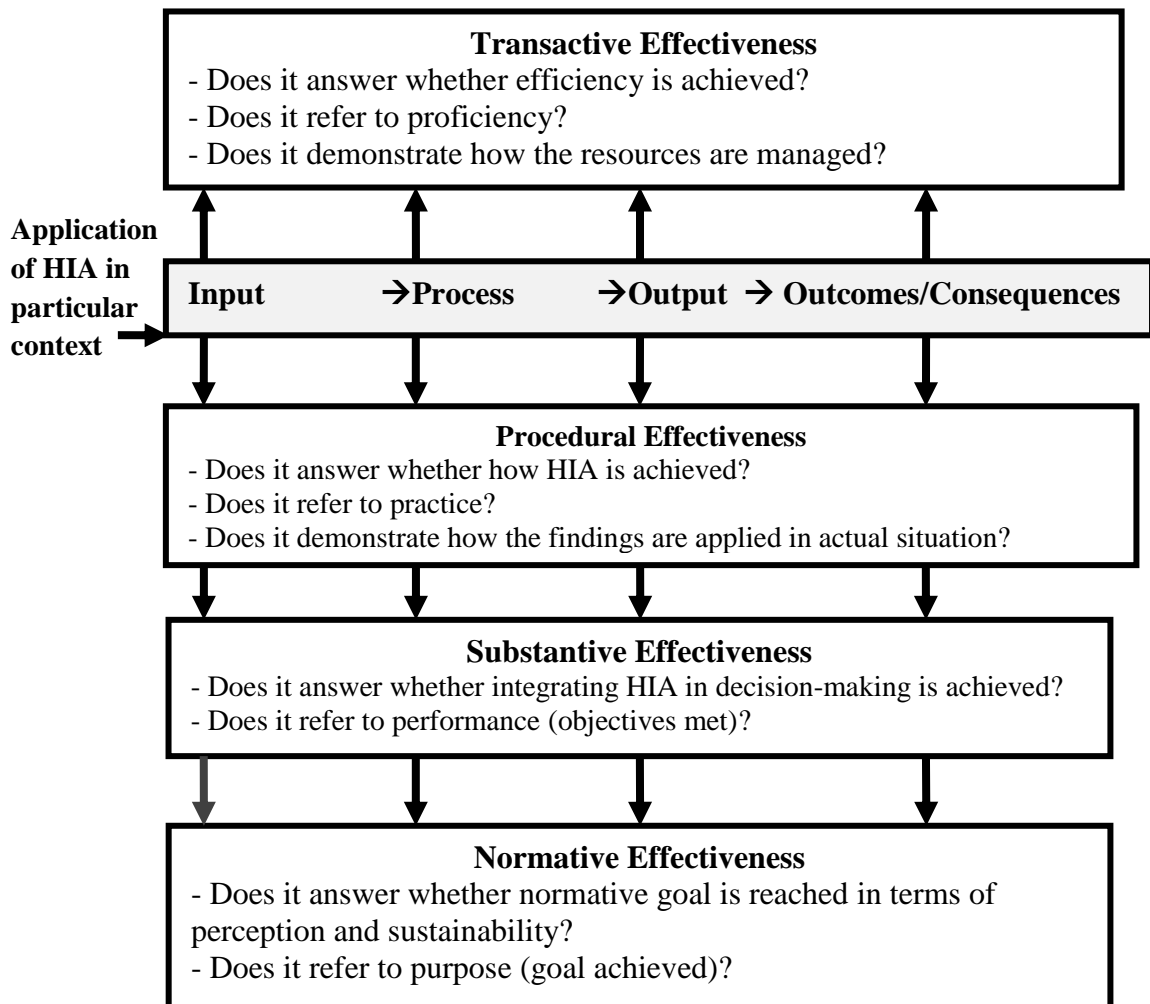 Transactive Effectiveness
- Does it answer whether efficiency is achieved?
- Does it refer to proficiency?
- Does it demonstrate how the resources are managed?
Application
of HIA in
particular
context
Input →Process →Output → Outcomes/Consequences
Procedural Effectiveness
- Does it answer whether how HIA is achieved?
- Does it refer to practice?
- Does it demonstrate how the findings are applied in actual situation?
Substantive Effectiveness
- Does it answer whether integrating HIA in decision-making is achieved?
- Does it refer to performance (objectives met)?
Normative Effectiveness
- Does it answer whether normative goal is reached in terms of
perception and sustainability?
- Does it refer to purpose (goal achieved)?